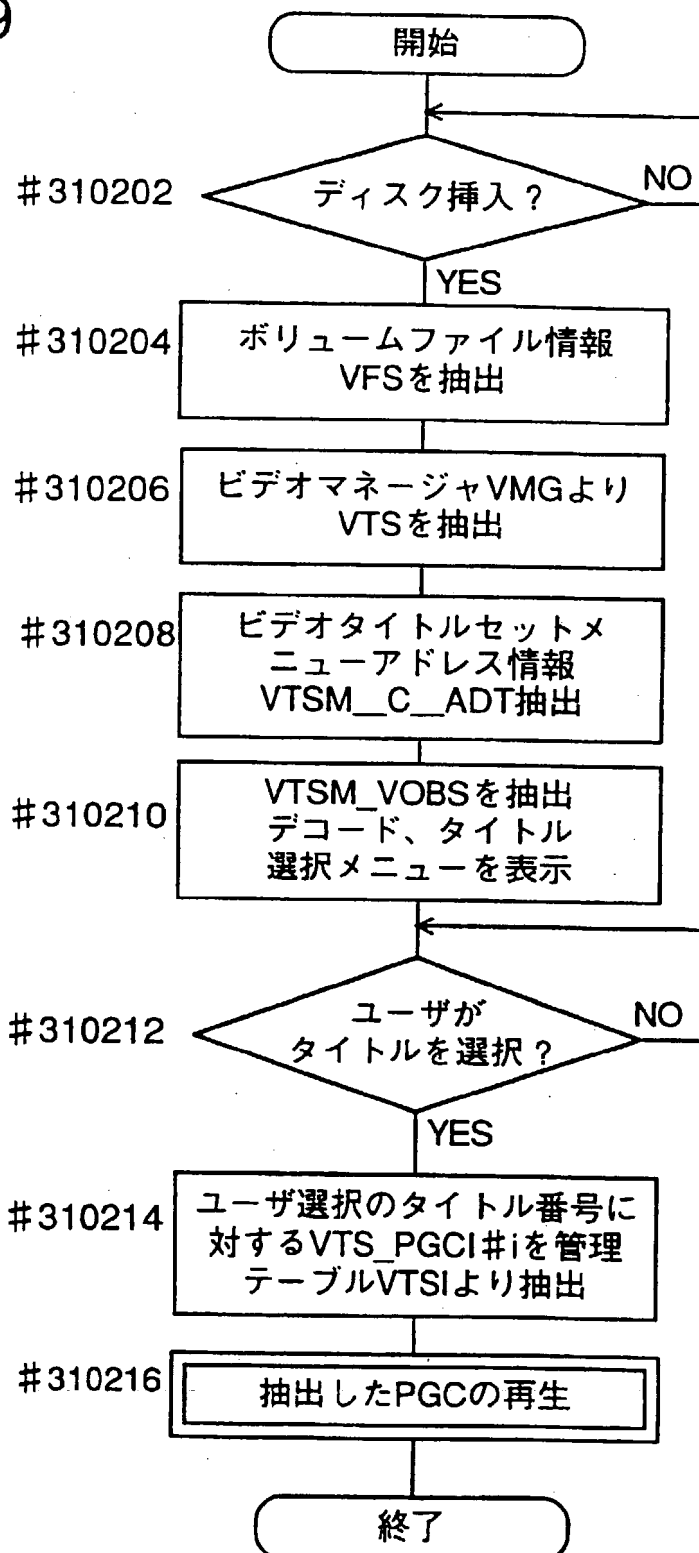 9
開始
#310202
ディスク挿入?
NO
YES
#310204
ボリュームファイル情報
VFSを抽出
#310206
ビデオマネージャVMGより
VTSを抽出
#310208
ビデオタイトルセットメ
ニューアドレス情報
VTSM__C__ADT抽出
#310210
VTSM_VOBSを抽出
デコード、タイトル
選択メニューを表示
#310212
ユーザが
タイトルを選択?
NO
YES
#310214
ユーザ選択のタイトル番号に
対するVTS_PGCI#iを管理
テーブルVTSIより抽出
#310216
抽出したPGCの再生
終了